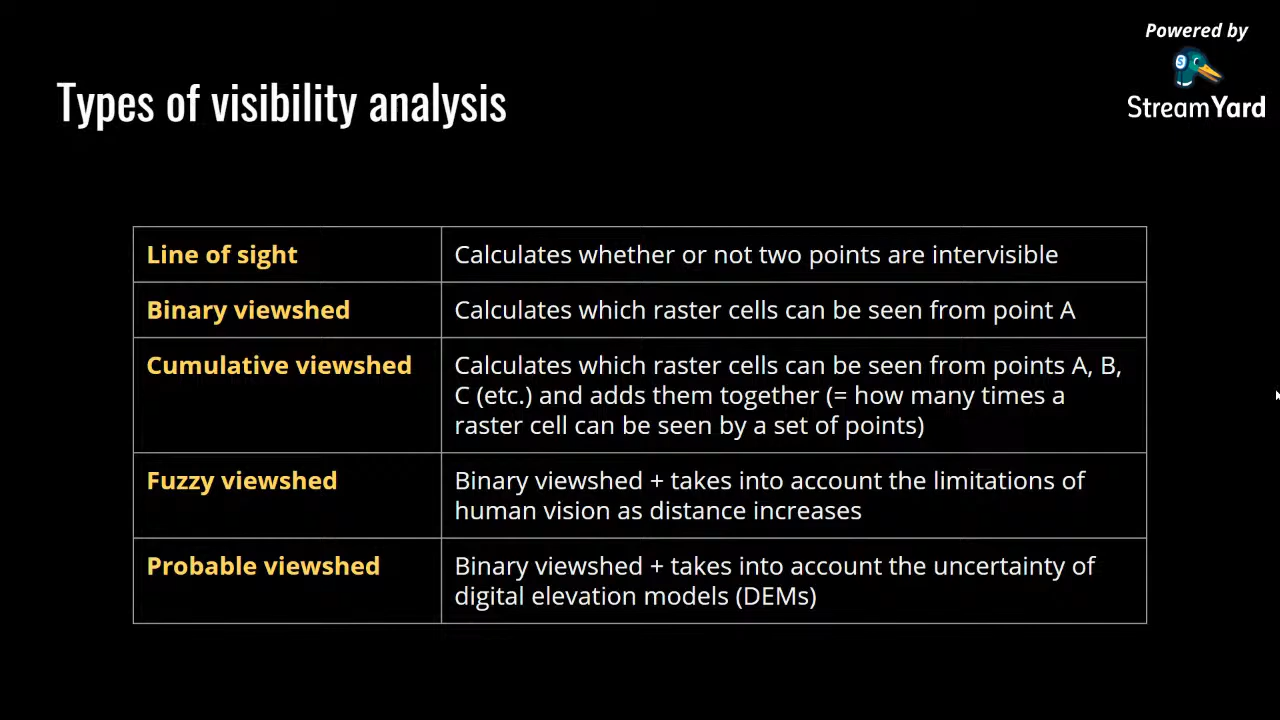 Powered by
StreamYard
Types of visibility analysis
Line of sight
Calculates whether or not two points are intervisible
Binary viewshed
Calculates which raster cells can be seen from point A
Cumulative viewshed
Calculates which raster cells can be seen from points A, B,
C (etc.) and adds them together (= how many times a
raster cell can be seen by a set of points)
Fuzzy viewshed
Binary viewshed + takes into account the limitations of
human vision as distance increases
Probable viewshed
Binary viewshed + takes into account the uncertainty of
digital elevation models (DEMs)